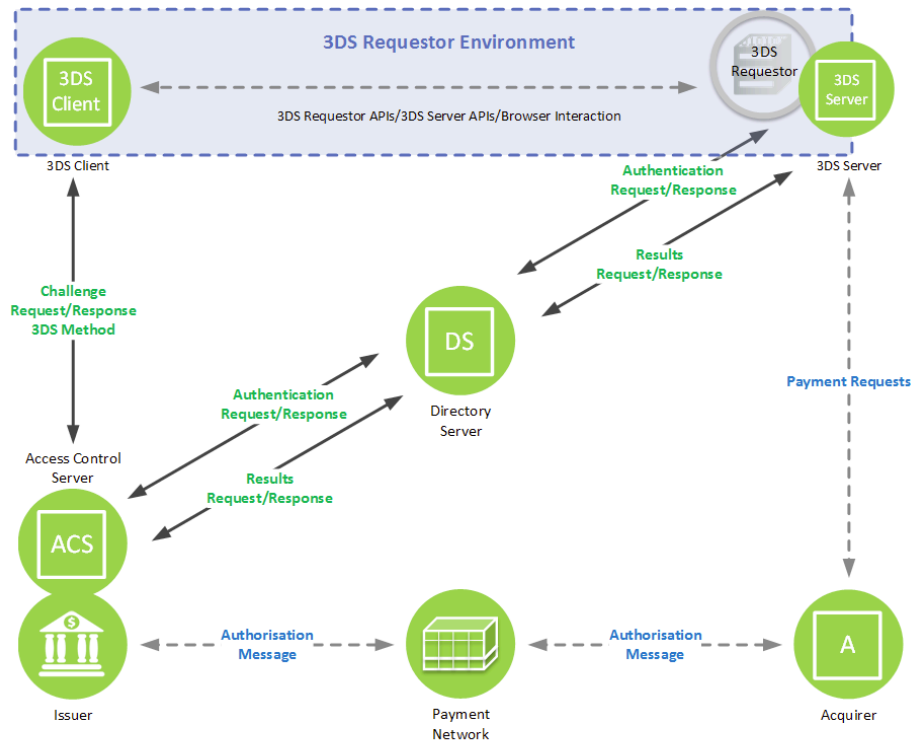 3DS Requestor Environment
3DS
Client
3DS
Requestor
3DS
Server
3DS Requestor APIs/3DS Server APIs/Browser Interaction
3DS Client
3DS Server
Authentication
Request/Response
Results
Request/Response
Challenge
Request/Response
3DS Method
DS
Directory
Server
Payment Requests
Authentication
Request/Response
Results
Request/Response
Access Control
Server
ACS
$
Authorisation
Message
Authorisation
Message
A
Issuer
Payment
Network
Acquirer